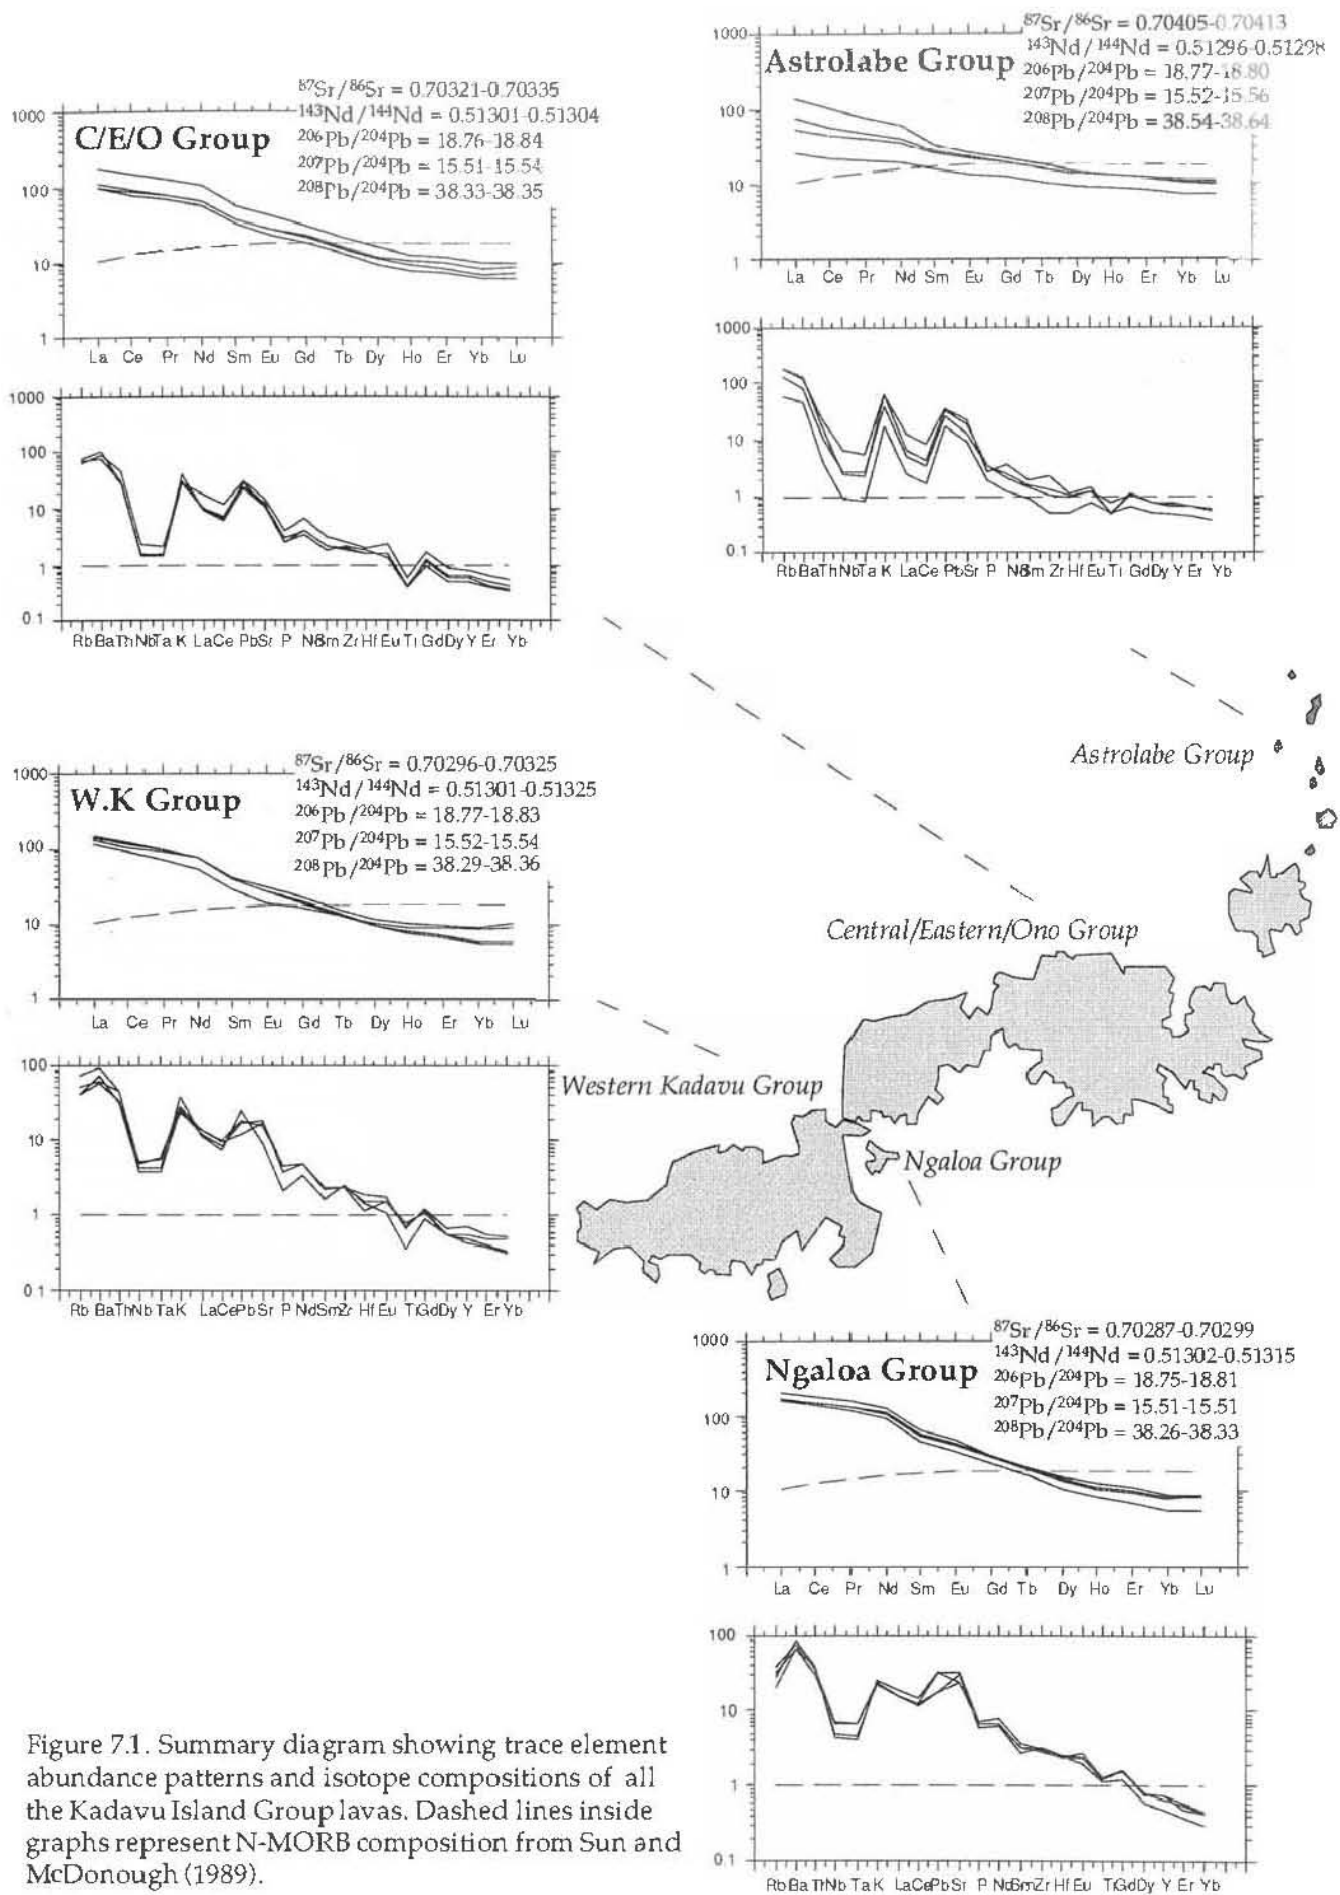 ⁸⁷Sr/⁸⁶Sr = 0.70321-0.70335
¹⁴³Nd/¹⁴⁴Nd = 0.51301-0.51304
²⁰⁶Pb/²⁰⁴Pb = 18.76-18.84
²⁰⁷Pb/²⁰⁴Pb = 15.51-15.54
²⁰⁸Pb/²⁰⁴Pb = 38.33-38.35
C/E/O Group
1000
100
10
1
La Ce Pr Nd Sm Eu Gd Tb Dy Ho Er Yb Lu
1000
100
10
1
0.1
Rb Ba Th Nb Ta K La Ce Pb Sr P Nd Sm Zr Hf Eu Ti Gd Dy Y Er Yb
⁸⁷Sr/⁸⁶Sr = 0.70405-0.70413
¹⁴³Nd/¹⁴⁴Nd = 0.51296-0.51298
²⁰⁶Pb/²⁰⁴Pb = 18.77-18.80
²⁰⁷Pb/²⁰⁴Pb = 15.52-15.56
²⁰⁸Pb/²⁰⁴Pb = 38.54-38.64
Astrolabe Group
1000
100
10
1
La Ce Pr Nd Sm Eu Gd Tb Dy Ho Er Yb Lu
1000
100
10
1
0.1
Rb Ba Th Nb Ta K La Ce Pb Sr P Nd Sm Zr Hf Eu Ti Gd Dy Y Er Yb
⁸⁷Sr/⁸⁶Sr = 0.70296-0.70325
¹⁴³Nd/¹⁴⁴Nd = 0.51301-0.51325
²⁰⁶Pb/²⁰⁴Pb = 18.77-18.83
²⁰⁷Pb/²⁰⁴Pb = 15.52-15.54
²⁰⁸Pb/²⁰⁴Pb = 38.29-38.36
W.K Group
1000
100
10
1
La Ce Pr Nd Sm Eu Gd Tb Dy Ho Er Yb Lu
100
10
1
0.1
Rb Ba Th Nb Ta K La Ce Pb Sr P Nd Sm Zr Hf Eu Ti Gd Dy Y Er Yb
Astrolabe Group
Central/Eastern/Ono Group
Western Kadavu Group
Ngaloa Group
⁸⁷Sr/⁸⁶Sr = 0.70287-0.70299
¹⁴³Nd/¹⁴⁴Nd = 0.51302-0.51315
²⁰⁶Pb/²⁰⁴Pb = 18.75-18.81
²⁰⁷Pb/²⁰⁴Pb = 15.51-15.51
²⁰⁸Pb/²⁰⁴Pb = 38.26-38.33
Ngaloa Group
1000
100
10
1
La Ce Pr Nd Sm Eu Gd Tb Dy Ho Er Yb Lu
100
10
1
0.1
Rb Ba Th Nb Ta K La Ce Pb Sr P Nd Sm Zr Hf Eu Ti Gd Dy Y Er Yb
Figure 7.1. Summary diagram showing trace element
abundance patterns and isotope compositions of all
the Kadavu Island Group lavas. Dashed lines inside
graphs represent N-MORB composition from Sun and
McDonough (1989).